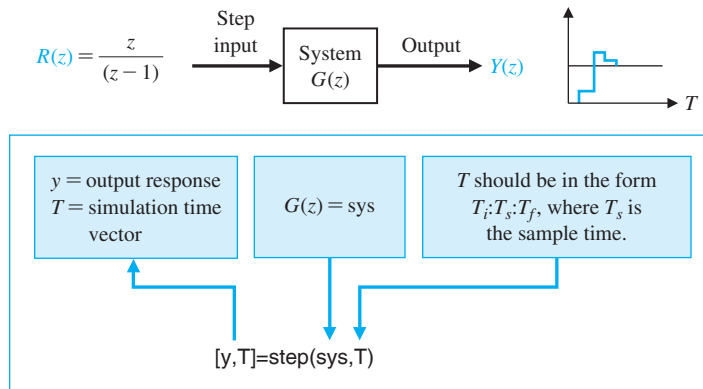 Step
input
R(z) = z
(z − 1)
System
G(z)
Output
Y(z)
T
y = output response
T = simulation time
vector
G(z) = sys
T should be in the form
Ti:Ts:Tf, where Ts is
the sample time.
[y,T]=step(sys,T)